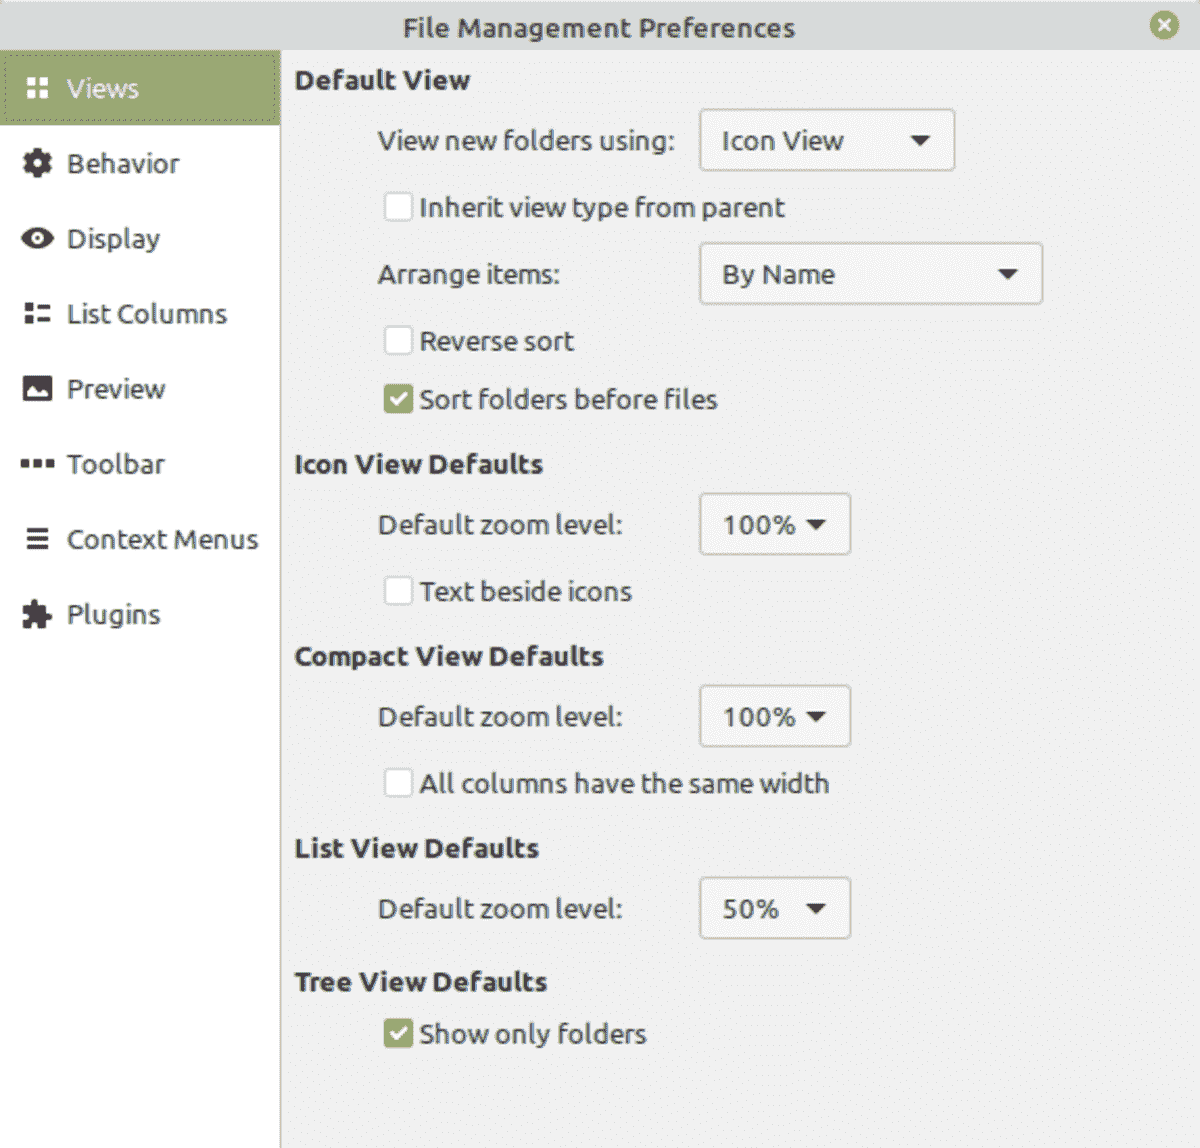 File Management Preferences
Views
Behavior
Display
List Columns
Preview
Toolbar
Context Menus
Plugins
Default View
View new folders using: Icon View
Inherit view type from parent
Arrange items: By Name
Reverse sort
Sort folders before files
Icon View Defaults
Default zoom level: 100%
Text beside icons
Compact View Defaults
Default zoom level: 100%
All columns have the same width
List View Defaults
Default zoom level: 50%
Tree View Defaults
Show only folders